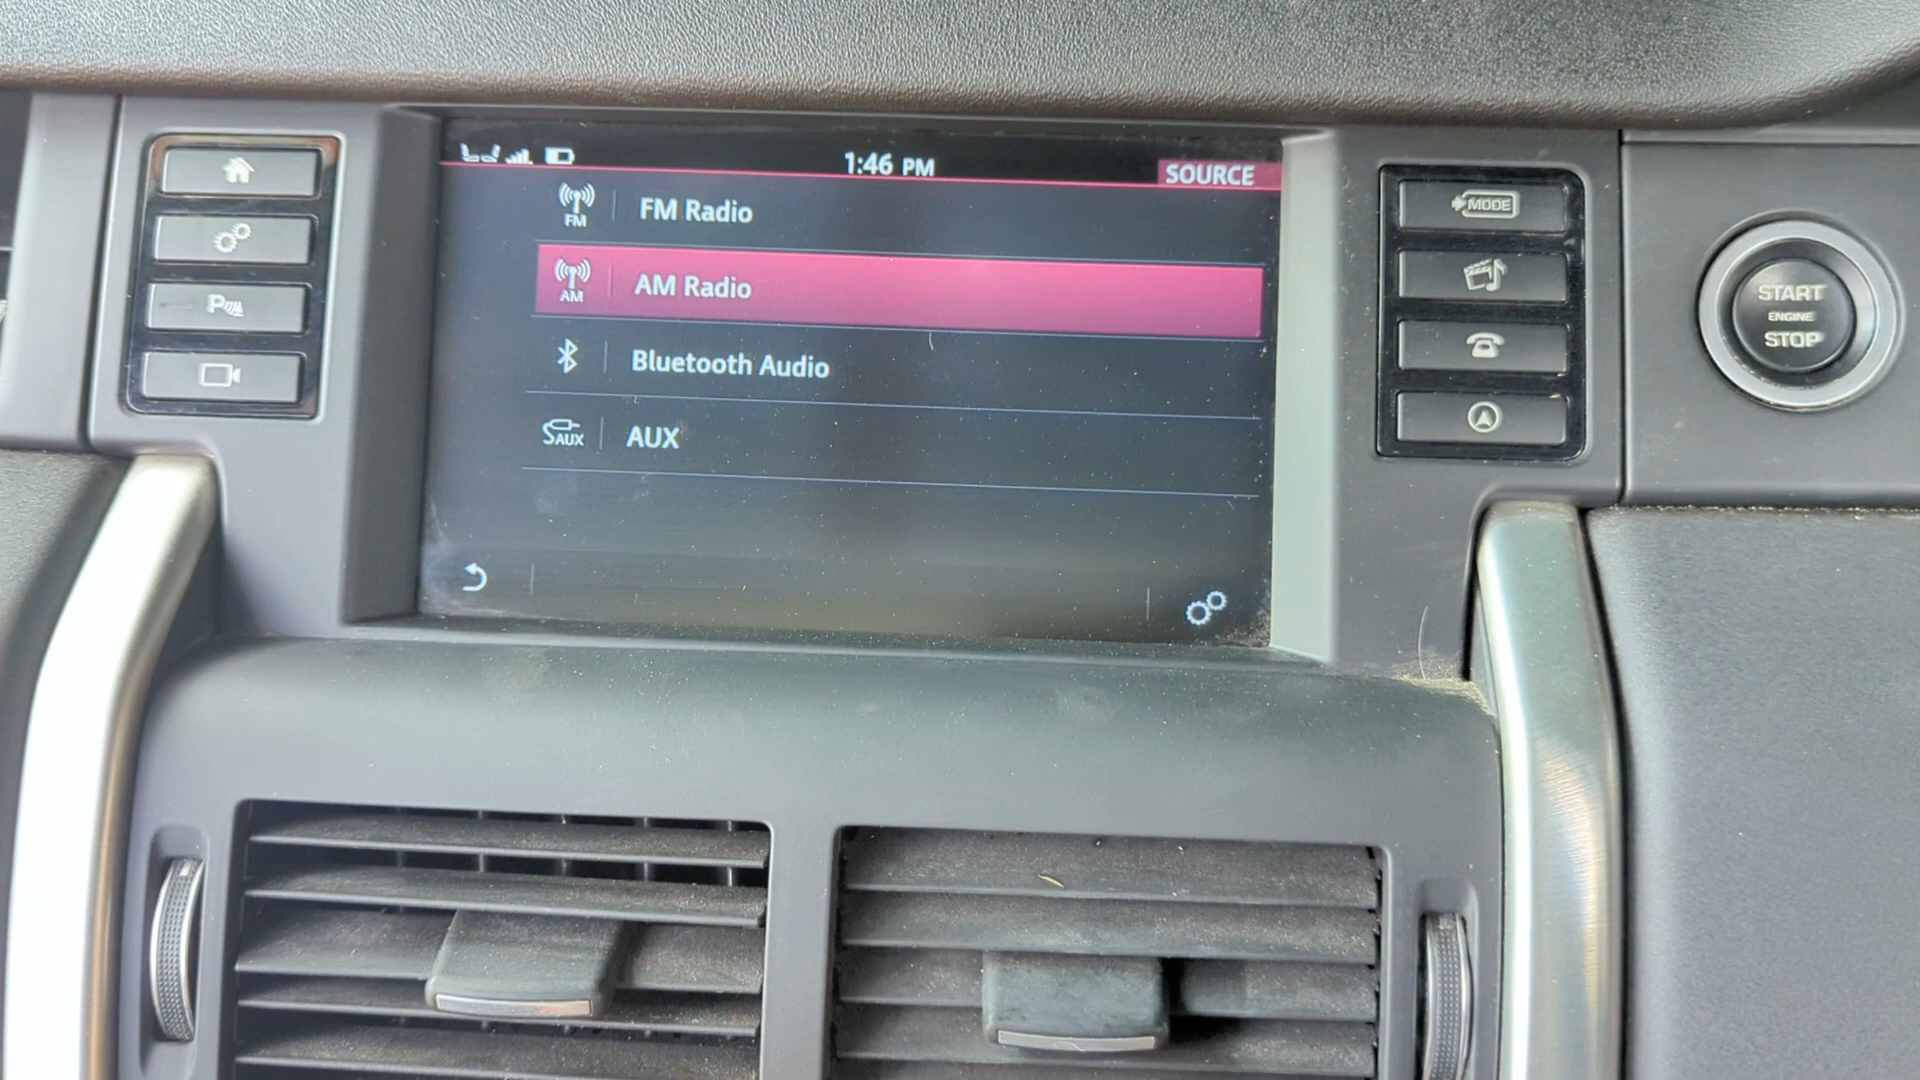 1:46 PM
SOURCE
FM
FM Radio
AM
AM Radio
Bluetooth Audio
AUX
AUX
P
MODE
START
ENGINE
STOP